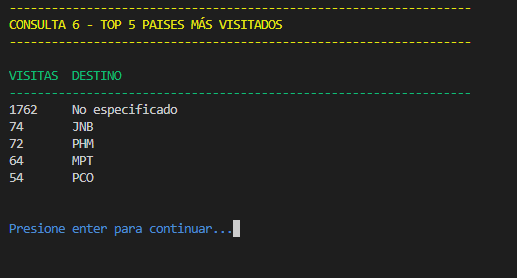 ------------------------------------------------------------------
CONSULTA 6 - TOP 5 PAISES MÁS VISITADOS
------------------------------------------------------------------
VISITAS  DESTINO
------------------------------------------------------------------
1762     No especificado
74       JNB
72       PHM
64       MPT
54       PCO
Presione enter para continuar...